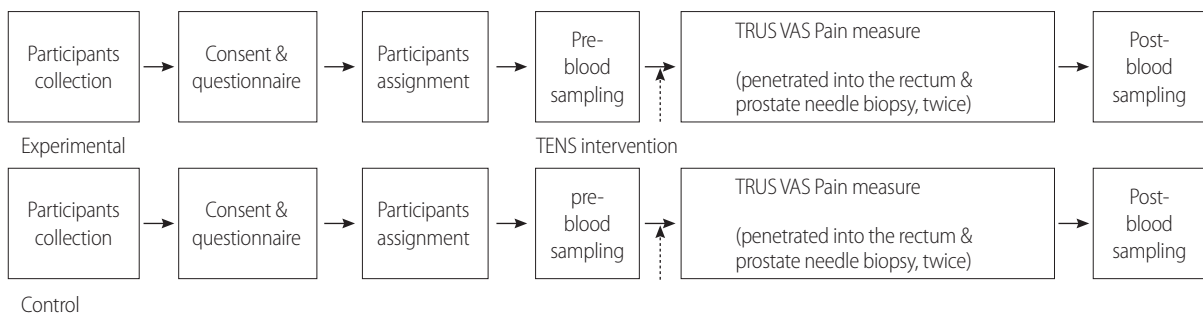 Participants
collection
Consent &
questionnaire
Participants
assignment
Pre-
blood
sampling
TRUS VAS Pain measure
(penetrated into the rectum &
prostate needle biopsy, twice)
Post-
blood
sampling
Experimental
TENS intervention
Participants
collection
Consent &
questionnaire
Participants
assignment
pre-
blood
sampling
TRUS VAS Pain measure
(penetrated into the rectum &
prostate needle biopsy, twice)
Post-
blood
sampling
Control